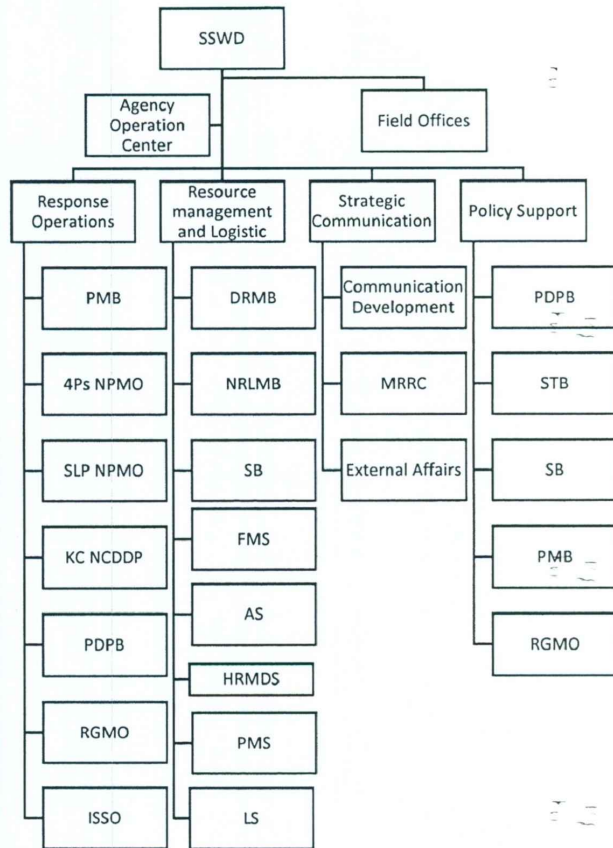 SSWD
Agency
Operation
Center
Field Offices
Response
Operations
PMB
4Ps NPMO
SLP NPMO
KC NCDDP
PDPB
RGMO
ISSO
Resource
management
and Logistic
DRMB
NRLMB
SB
FMS
AS
HRMDS
PMS
LS
Strategic
Communication
Communication
Development
MRRC
External Affairs
Policy Support
PDPB
STB
SB
PMB
RGMO